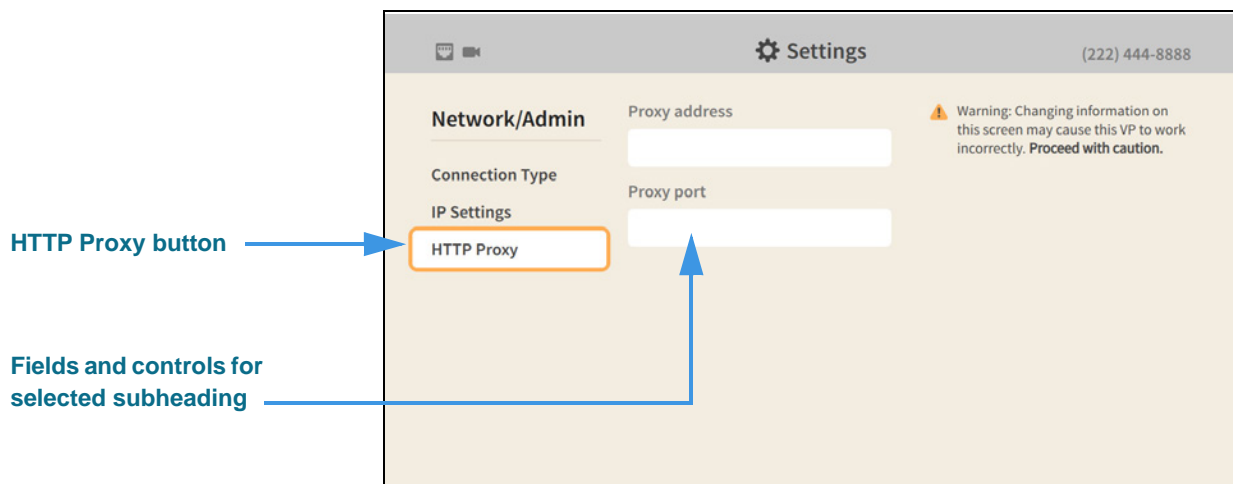 Settings
(222) 444-8888
Network/Admin
Connection Type
IP Settings
HTTP Proxy
Proxy address
Proxy port
Warning: Changing information on
this screen may cause this VP to work
incorrectly. Proceed with caution.
HTTP Proxy button
Fields and controls for
selected subheading